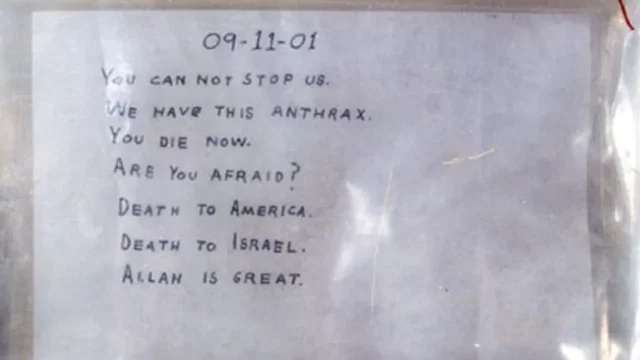 09-11-01
YOU CAN NOT STOP US.
WE HAVE THIS ANTHRAX.
YOU DIE NOW.
ARE YOU AFRAID?
DEATH TO AMERICA.
DEATH TO ISRAEL.
ALLAH IS GREAT.